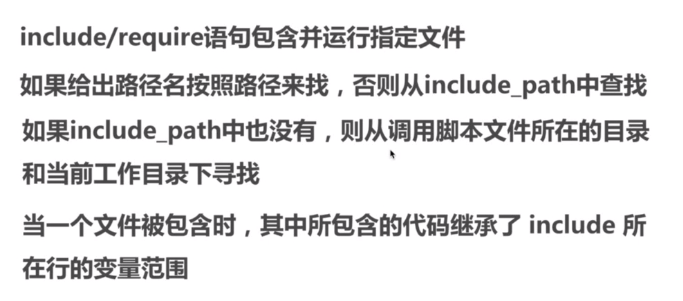 include/require语句包含并运行指定文件
如果给出路径名按照路径来找，否则从include_path中查找
如果include_path中也没有，则从调用脚本文件所在的目录
和当前工作目录下寻找
当一个文件被包含时，其中所包含的代码继承了 include 所
在行的变量范围